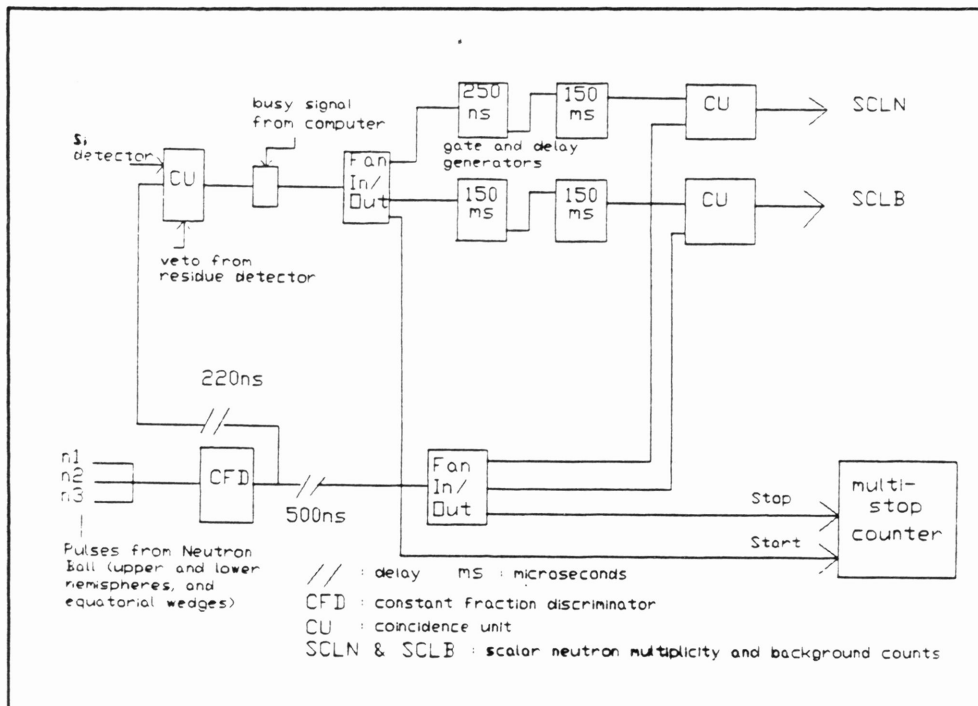 busy signal
from computer
Si
detector
CU
veto from
residue detector
Fan
In/
Out
250
ns
150
ms
gate and delay
generators
150
ms
150
ms
CU
SCLN
CU
SCLB
220ns
n1
n2
n3
CFD
500ns
Fan
In/
Out
Stop
Start
multi-
stop
counter
Pulses from Neutron
Ball (upper and lower
hemispheres, and
equatorial wedges)
// : delay ms : microseconds
CFD : constant fraction discriminator
CU : coincidence unit
SCLN & SCLB : scalor neutron multiplicity and background counts